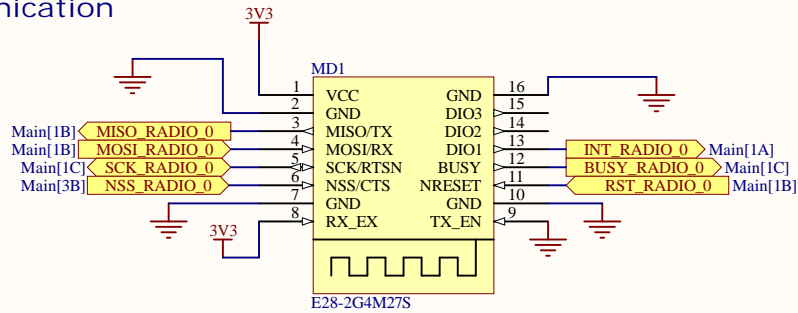 nication
3V3
MD1
1 VCC GND 16
2 GND DIO3 15
Main[1B] MISO_RADIO_0 3 MISO/TX DIO2 14
Main[1B] MOSI_RADIO_0 4 MOSI/RX DIO1 13 INT_RADIO_0 Main[1A]
Main[1C] SCK_RADIO_0 5 SCK/RTSN BUSY 12 BUSY_RADIO_0 Main[1C]
Main[3B] NSS_RADIO_0 6 NSS/CTS NRESET 11 RST_RADIO_0 Main[1B]
7 GND GND 10
3V3 8 RX_EX TX_EN 9
E28-2G4M27S